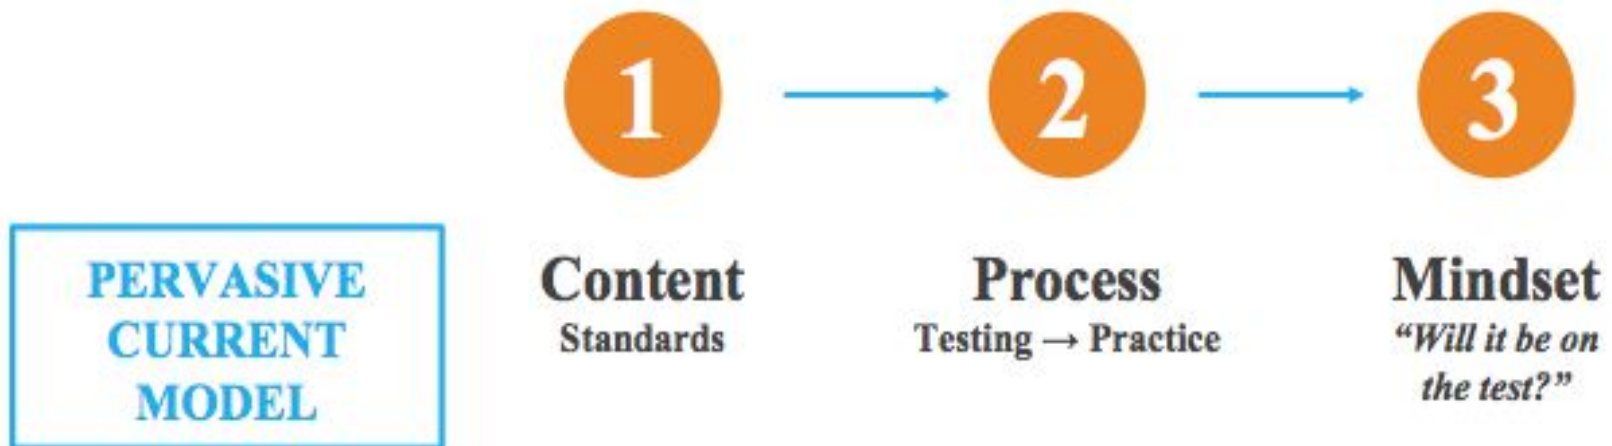 1
2
3
PERVASIVE
CURRENT
MODEL
Content
Standards
Process
Testing → Practice
Mindset
“Will it be on
the test?”